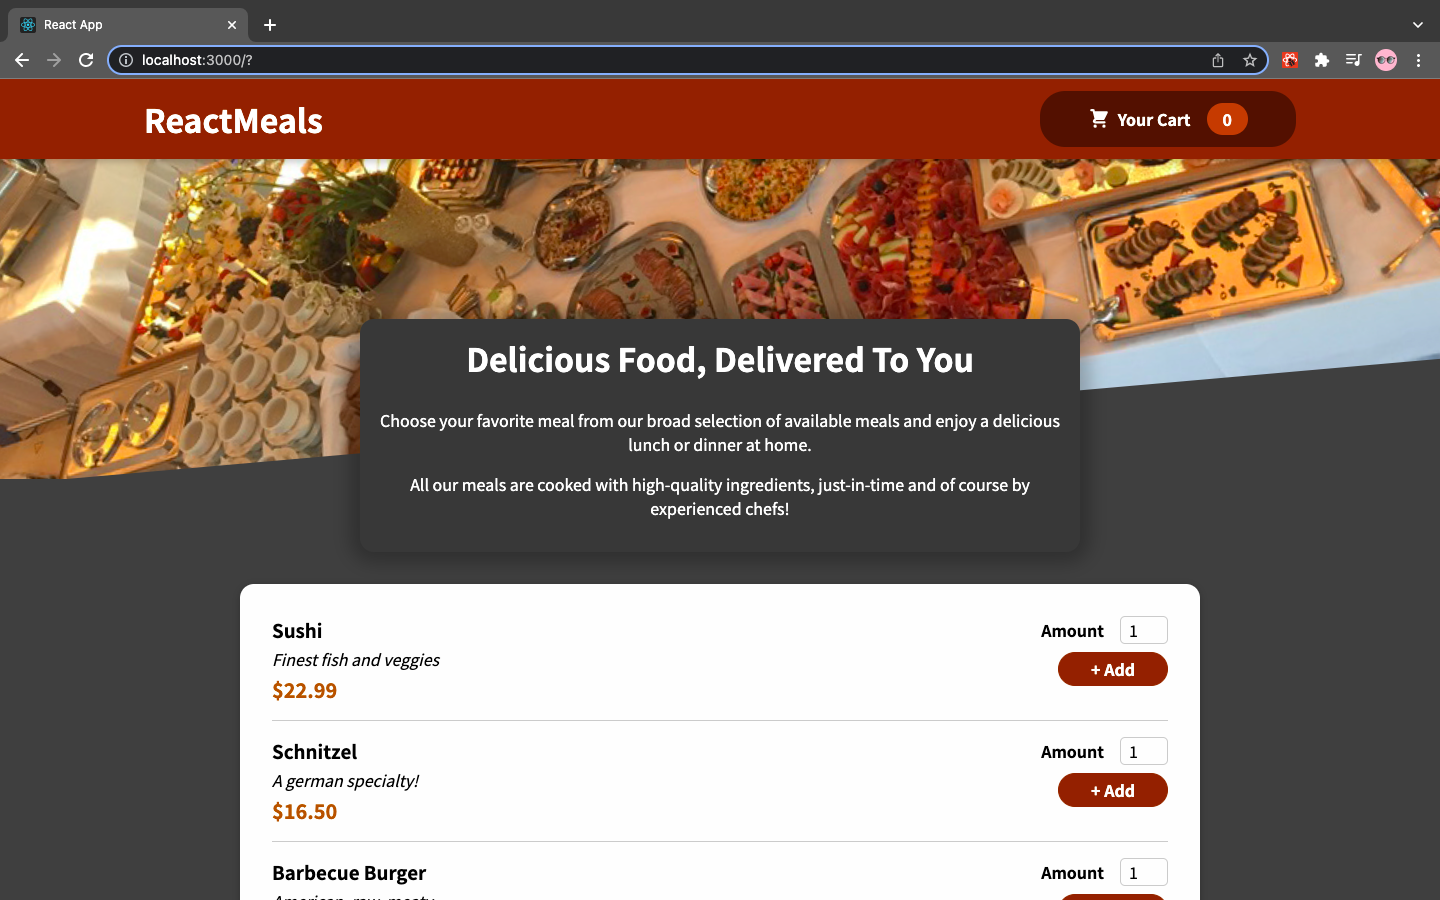 React App
localhost:3000/?
ReactMeals
Your Cart 0
Delicious Food, Delivered To You
Choose your favorite meal from our broad selection of available meals and enjoy a delicious
lunch or dinner at home.
All our meals are cooked with high-quality ingredients, just-in-time and of course by
experienced chefs!
Sushi
Amount 1
Finest fish and veggies
+ Add
$22.99
Schnitzel
Amount 1
A german specialty!
+ Add
$16.50
Barbecue Burger
Amount 1
American, raw, meaty